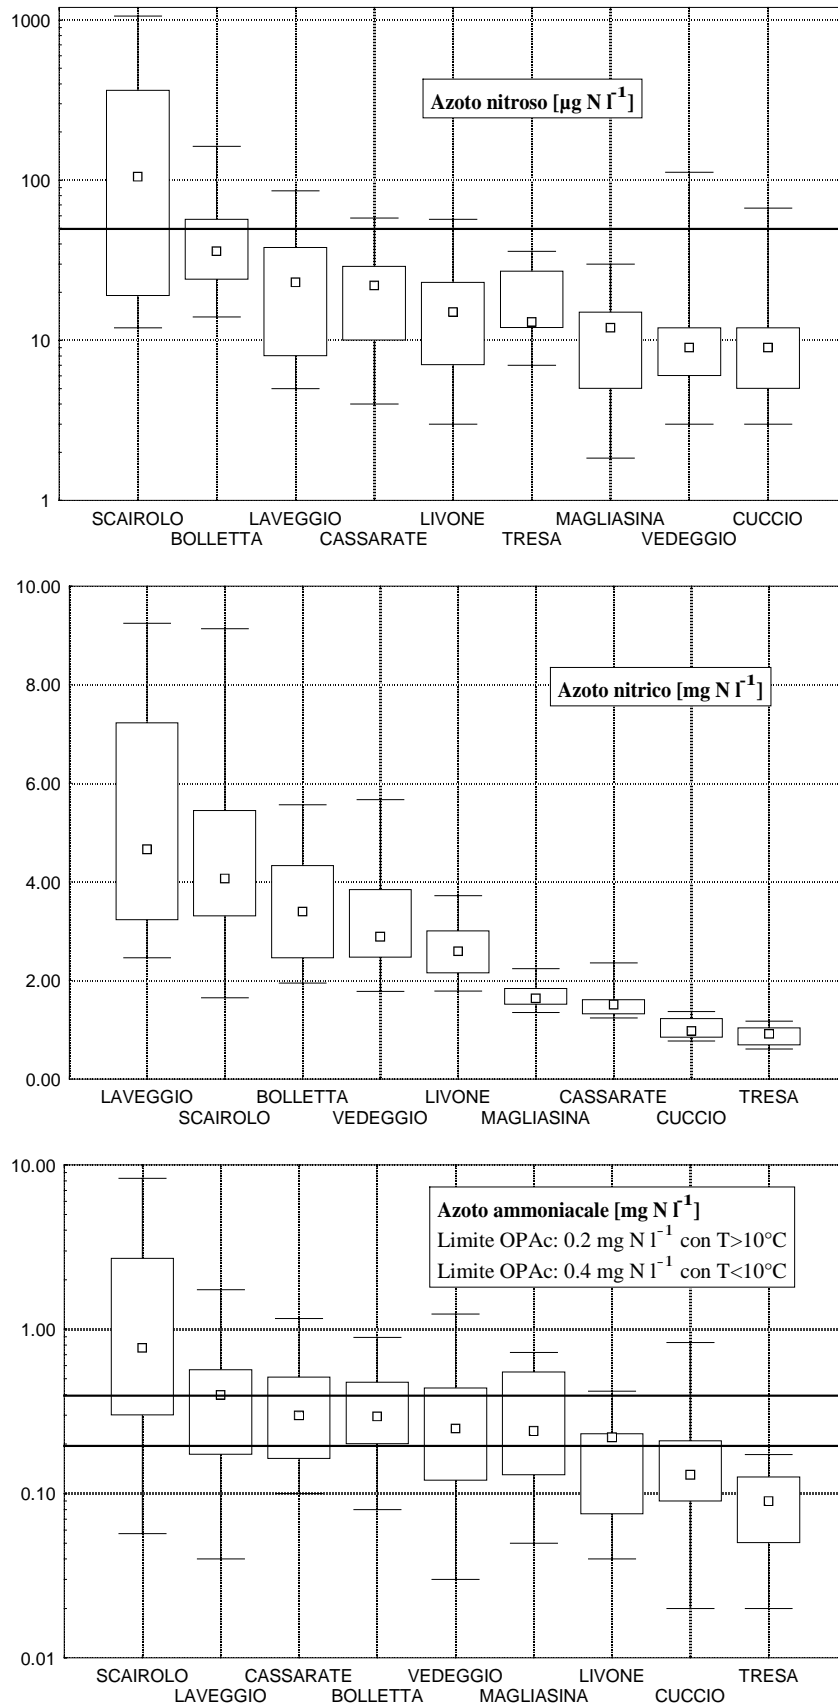 1000
Azoto nitroso [µg N l⁻¹]
100
10
1
SCAIROLO LAVEGGIO LIVONE MAGLIASINA CUCCIO
BOLLETTA CASSARATE TRESA VEDEGGIO
10.00
Azoto nitrico [mg N l⁻¹]
8.00
6.00
4.00
2.00
0.00
LAVEGGIO BOLLETTA LIVONE CASSARATE TRESA
SCAIROLO VEDEGGIO MAGLIASINA CUCCIO
10.00
Azoto ammoniacale [mg N l⁻¹]
Limite OPAc: 0.2 mg N l⁻¹ con T>10°C
Limite OPAc: 0.4 mg N l⁻¹ con T<10°C
1.00
0.10
0.01
SCAIROLO CASSARATE VEDEGGIO LIVONE TRESA
LAVEGGIO BOLLETTA MAGLIASINA CUCCIO